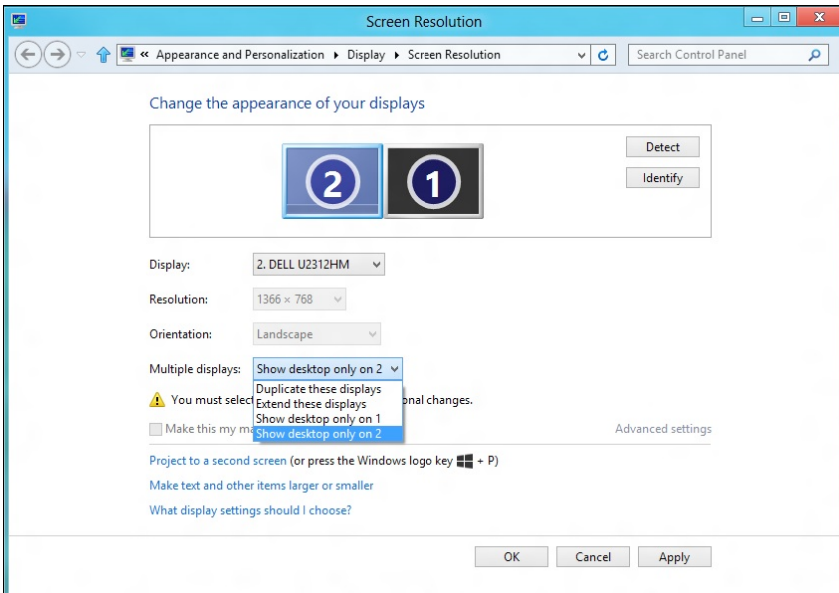 Screen Resolution
« Appearance and Personalization ▸ Display ▸ Screen Resolution
Search Control Panel
Change the appearance of your displays
2
1
Detect
Identify
Display: 2. DELL U2312HM
Resolution: 1366 × 768
Orientation: Landscape
Multiple displays: Show desktop only on 2
Duplicate these displays
Extend these displays
Show desktop only on 1
Show desktop only on 2
You must select onal changes.
Make this my ma
Advanced settings
Project to a second screen (or press the Windows logo key + P)
Make text and other items larger or smaller
What display settings should I choose?
OK Cancel Apply